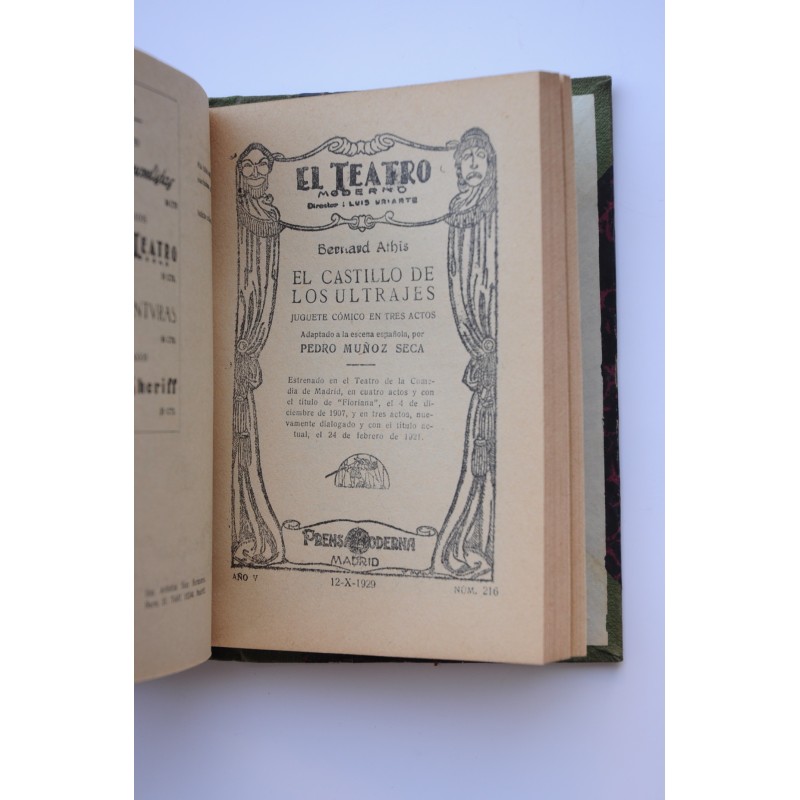 TEATRO
NTVRAS
heriff
EL TEATRO
MODERNO
Director: LUIS URIARTE
Bernard Athis
EL CASTILLO DE
LOS ULTRAJES
JUGUETE CÓMICO EN TRES ACTOS
Adaptado a la escena española, por
PEDRO MUÑOZ SECA
Estrenado en el Teatro de la Come-
dia de Madrid, en cuatro actos y con
el título de "Floriana", el 4 de di-
ciembre de 1907, y en tres actos, nue-
vamente dialogado y con el título ac-
tual, el 24 de febrero de 1927.
PRENSA MODERNA
MADRID
AÑO V 12-X-1929 NÚM. 216